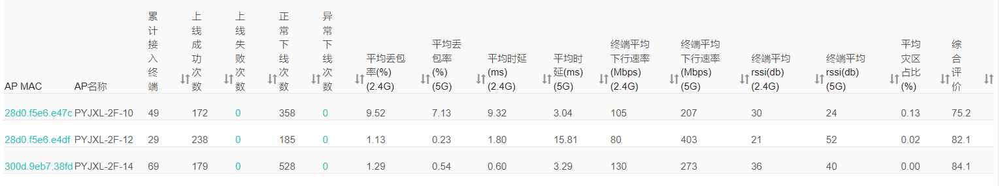 AP MAC AP名称 累计接入终端 上线成功次数 上线失败次数 正常下线次数 异常下线次数 平均丢包率(%)(2.4G) 平均丢包率(%)(5G) 平均时延(ms)(2.4G) 平均时延(ms)(5G) 终端平均下行速率(Mbps)(2.4G) 终端平均下行速率(Mbps)(5G) 终端平均rssi(db)(2.4G) 终端平均rssi(db)(5G) 平均灾区占比(%) 综合评价
28d0.f5e6.e47c PYJXL-2F-10 49 172 0 358 0 9.52 7.13 9.32 3.04 105 207 30 24 0.13 75.2
28d0.f5e6.e4df PYJXL-2F-12 29 238 0 185 0 1.13 0.23 1.80 15.81 80 403 21 52 0.02 82.1
300d.9eb7.38fd PYJXL-2F-14 69 179 0 528 0 1.29 0.54 0.60 3.29 130 273 36 40 0.00 84.1